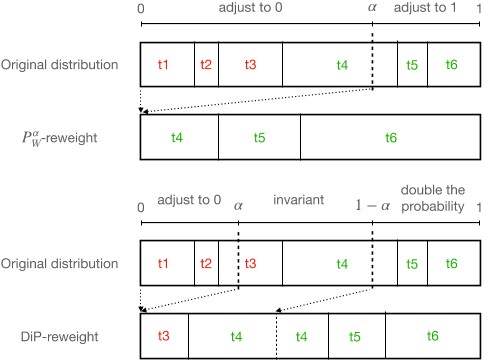 0 adjust to 0 α adjust to 1 1
Original distribution t1 t2 t3 t4 t5 t6
P_W^α-reweight t4 t5 t6
0 adjust to 0 α invariant 1 − α double the probability 1
Original distribution t1 t2 t3 t4 t5 t6
DiP-reweight t3 t4 t4 t5 t6